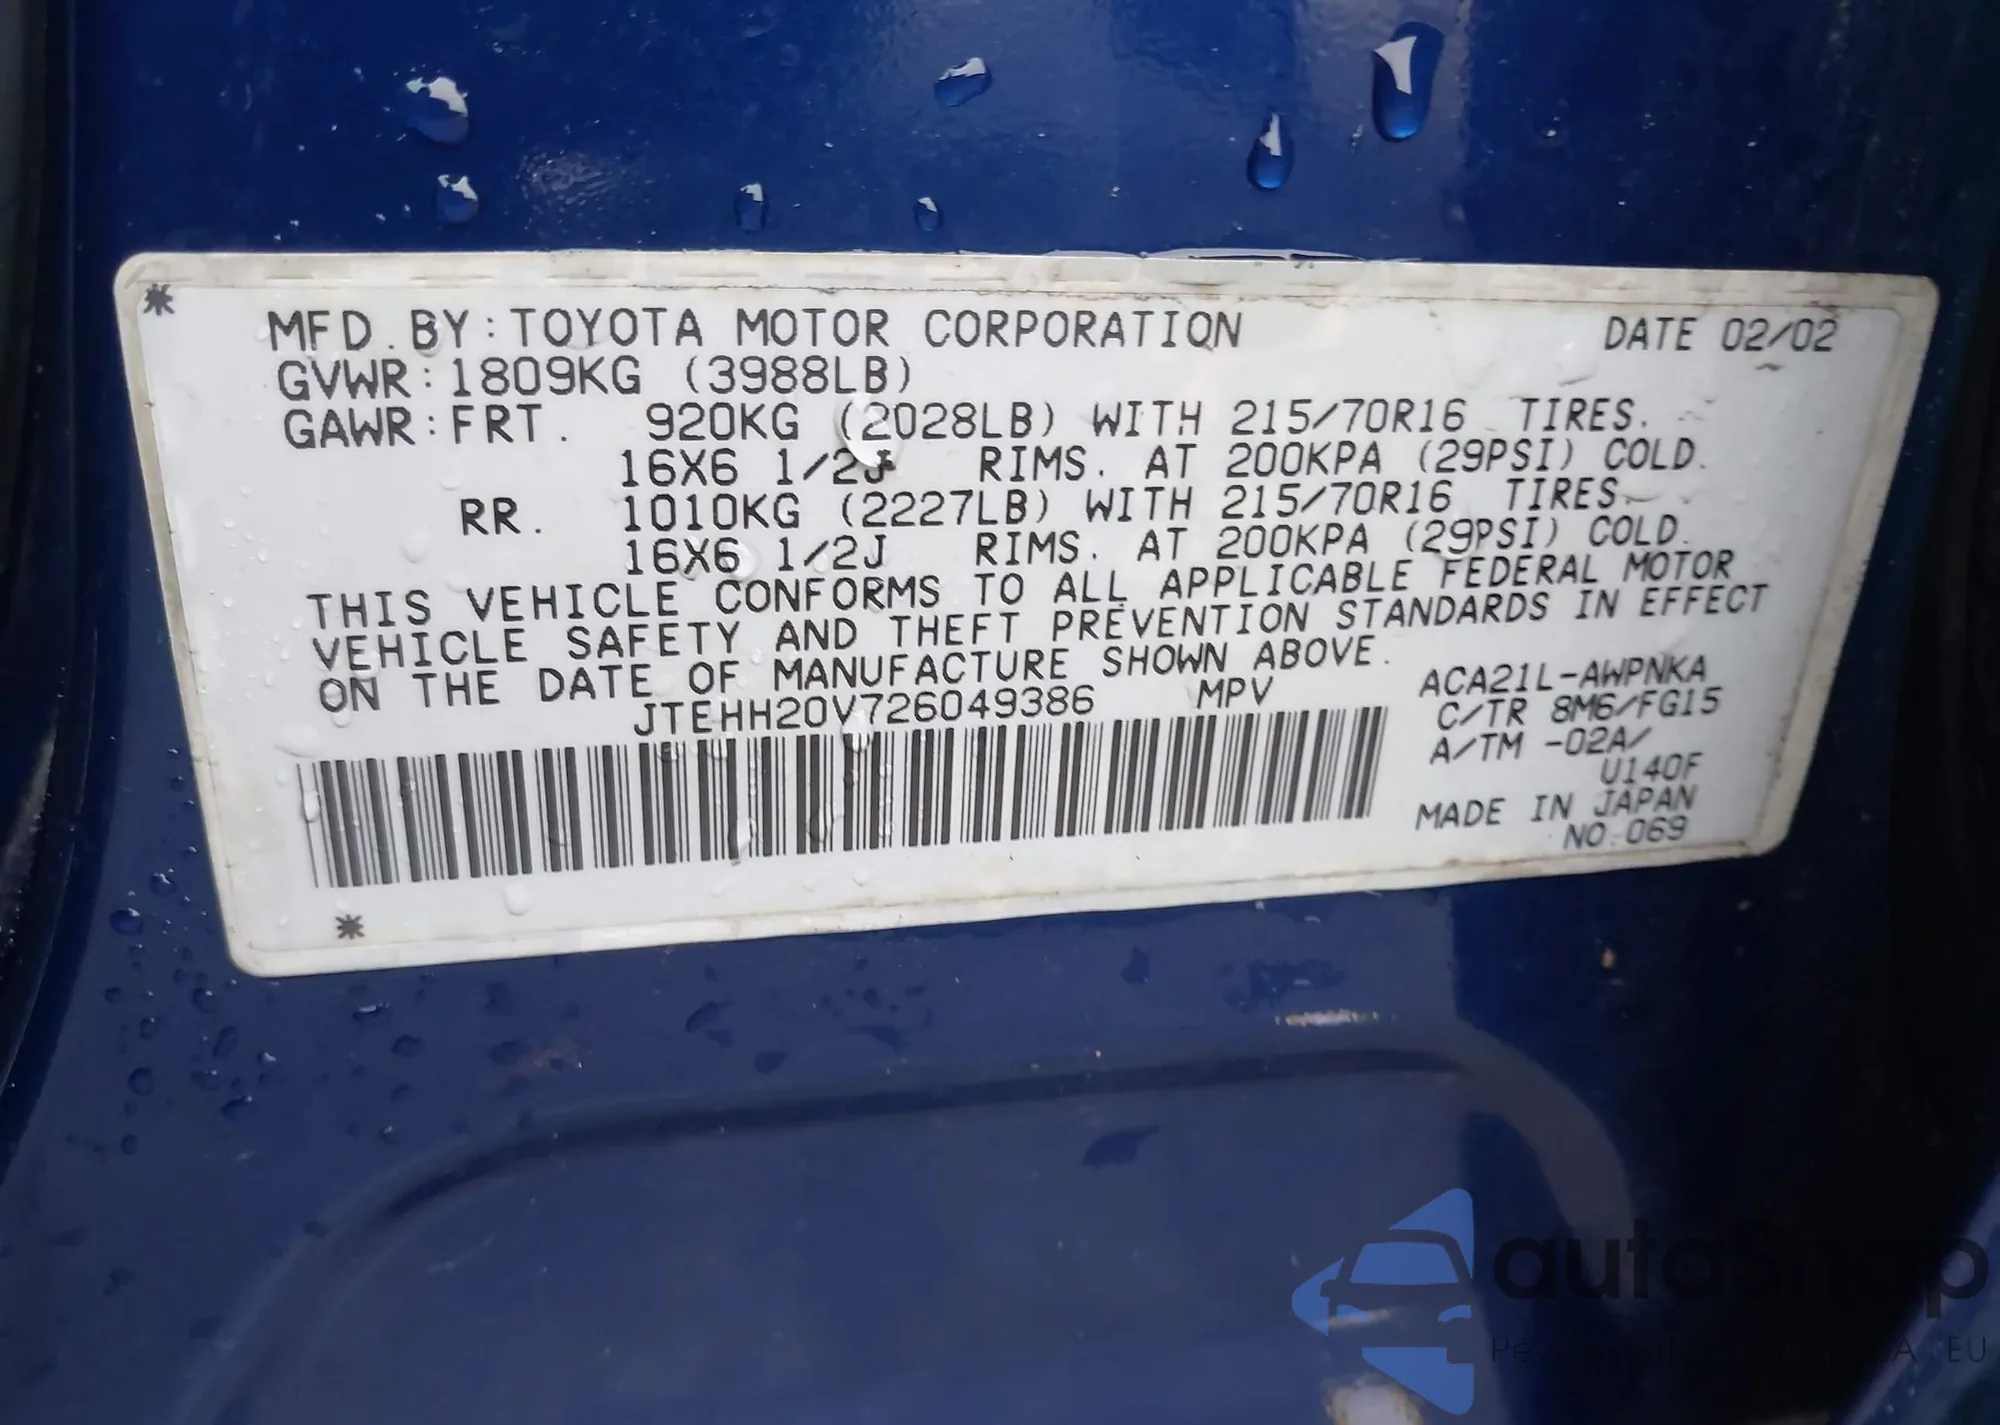 MFD.BY:TOYOTA MOTOR CORPORATION DATE 02/02
GVWR:1809KG (3988LB)
GAWR:FRT. 920KG (2028LB) WITH 215/70R16 TIRES.
16X6 1/2J RIMS. AT 200KPA (29PSI) COLD.
RR. 1010KG (2227LB) WITH 215/70R16 TIRES.
16X6 1/2J RIMS. AT 200KPA (29PSI) COLD.
THIS VEHICLE CONFORMS TO ALL APPLICABLE FEDERAL MOTOR
VEHICLE SAFETY AND THEFT PREVENTION STANDARDS IN EFFECT
ON THE DATE OF MANUFACTURE SHOWN ABOVE.
JTEHH20V726049386 MPV
ACA21L-AWPNKA
C/TR 8M6/FG15
A/TM -02A/
U140F
MADE IN JAPAN
NO.069
autoShop
EU